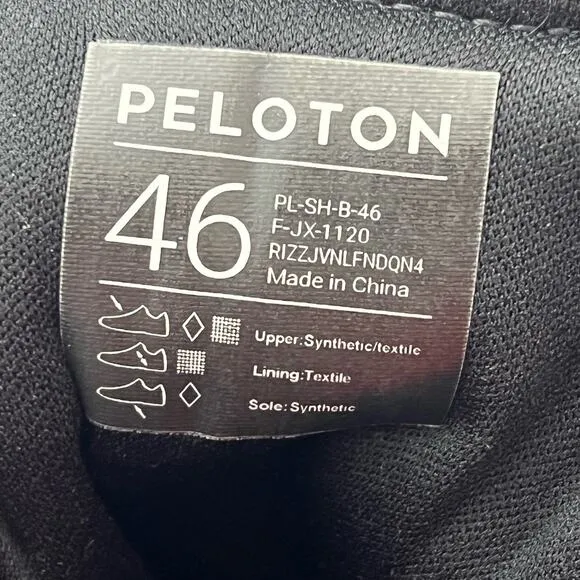 PELOTON
46
PL-SH-B-46
F-JX-1120
RIZZJVNLFNDQN4
Made in China
Upper:Synthetic/textile
Lining:Textile
Sole:Synthetic